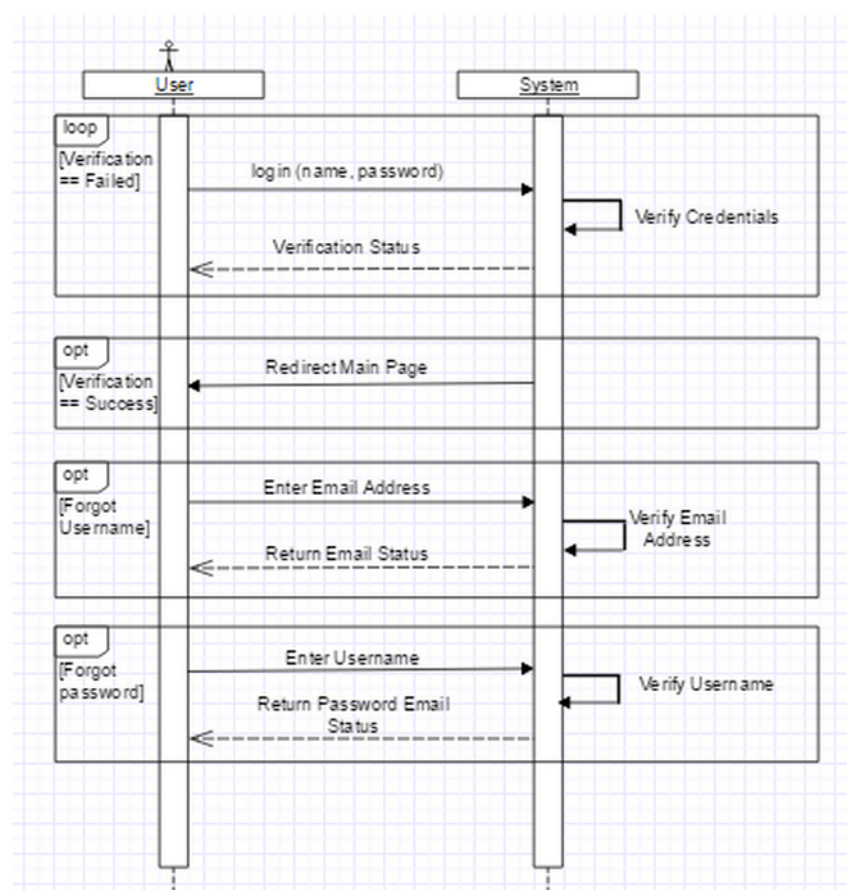 User
System
loop
[Verification
== Failed]
login (name, password)
Verify Credentials
Verification Status
opt
[Verification
== Success]
Redirect Main Page
opt
[Forgot
Username]
Enter Email Address
Verify Email
Address
Return Email Status
opt
[Forgot
password]
Enter Username
Verify Username
Return Password Email
Status